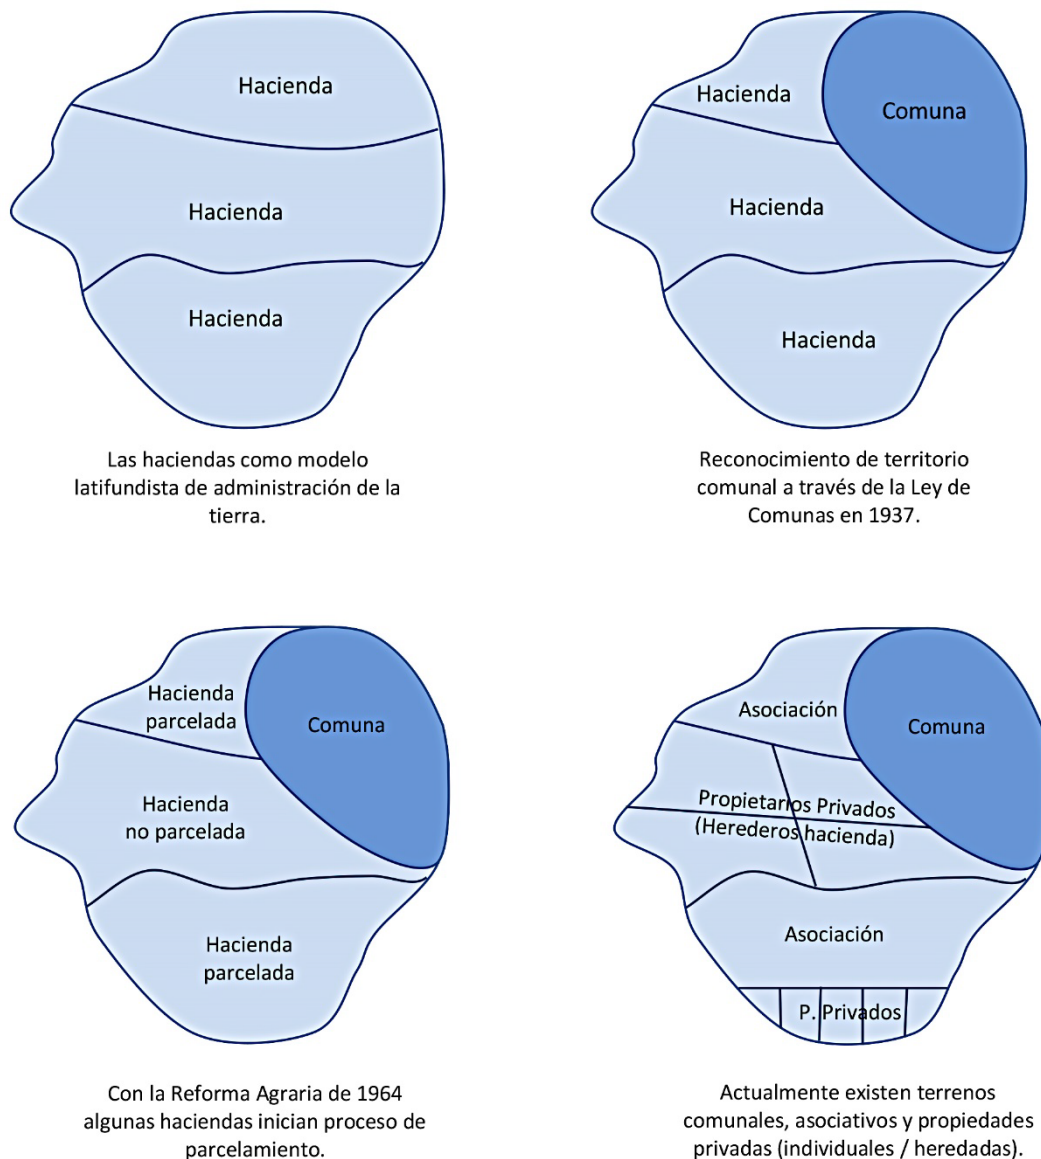 Hacienda
Hacienda
Hacienda
Las haciendas como modelo
latifundista de administración de la
tierra.
Hacienda
Comuna
Hacienda
Hacienda
Reconocimiento de territorio
comunal a través de la Ley de
Comunas en 1937.
Hacienda
parcelada
Comuna
Hacienda
no parcelada
Hacienda
parcelada
Con la Reforma Agraria de 1964
algunas haciendas inician proceso de
parcelamiento.
Asociación
Comuna
Propietarios Privados
(Herederos hacienda)
Asociación
P. Privados
Actualmente existen terrenos
comunales, asociativos y propiedades
privadas (individuales / heredadas).